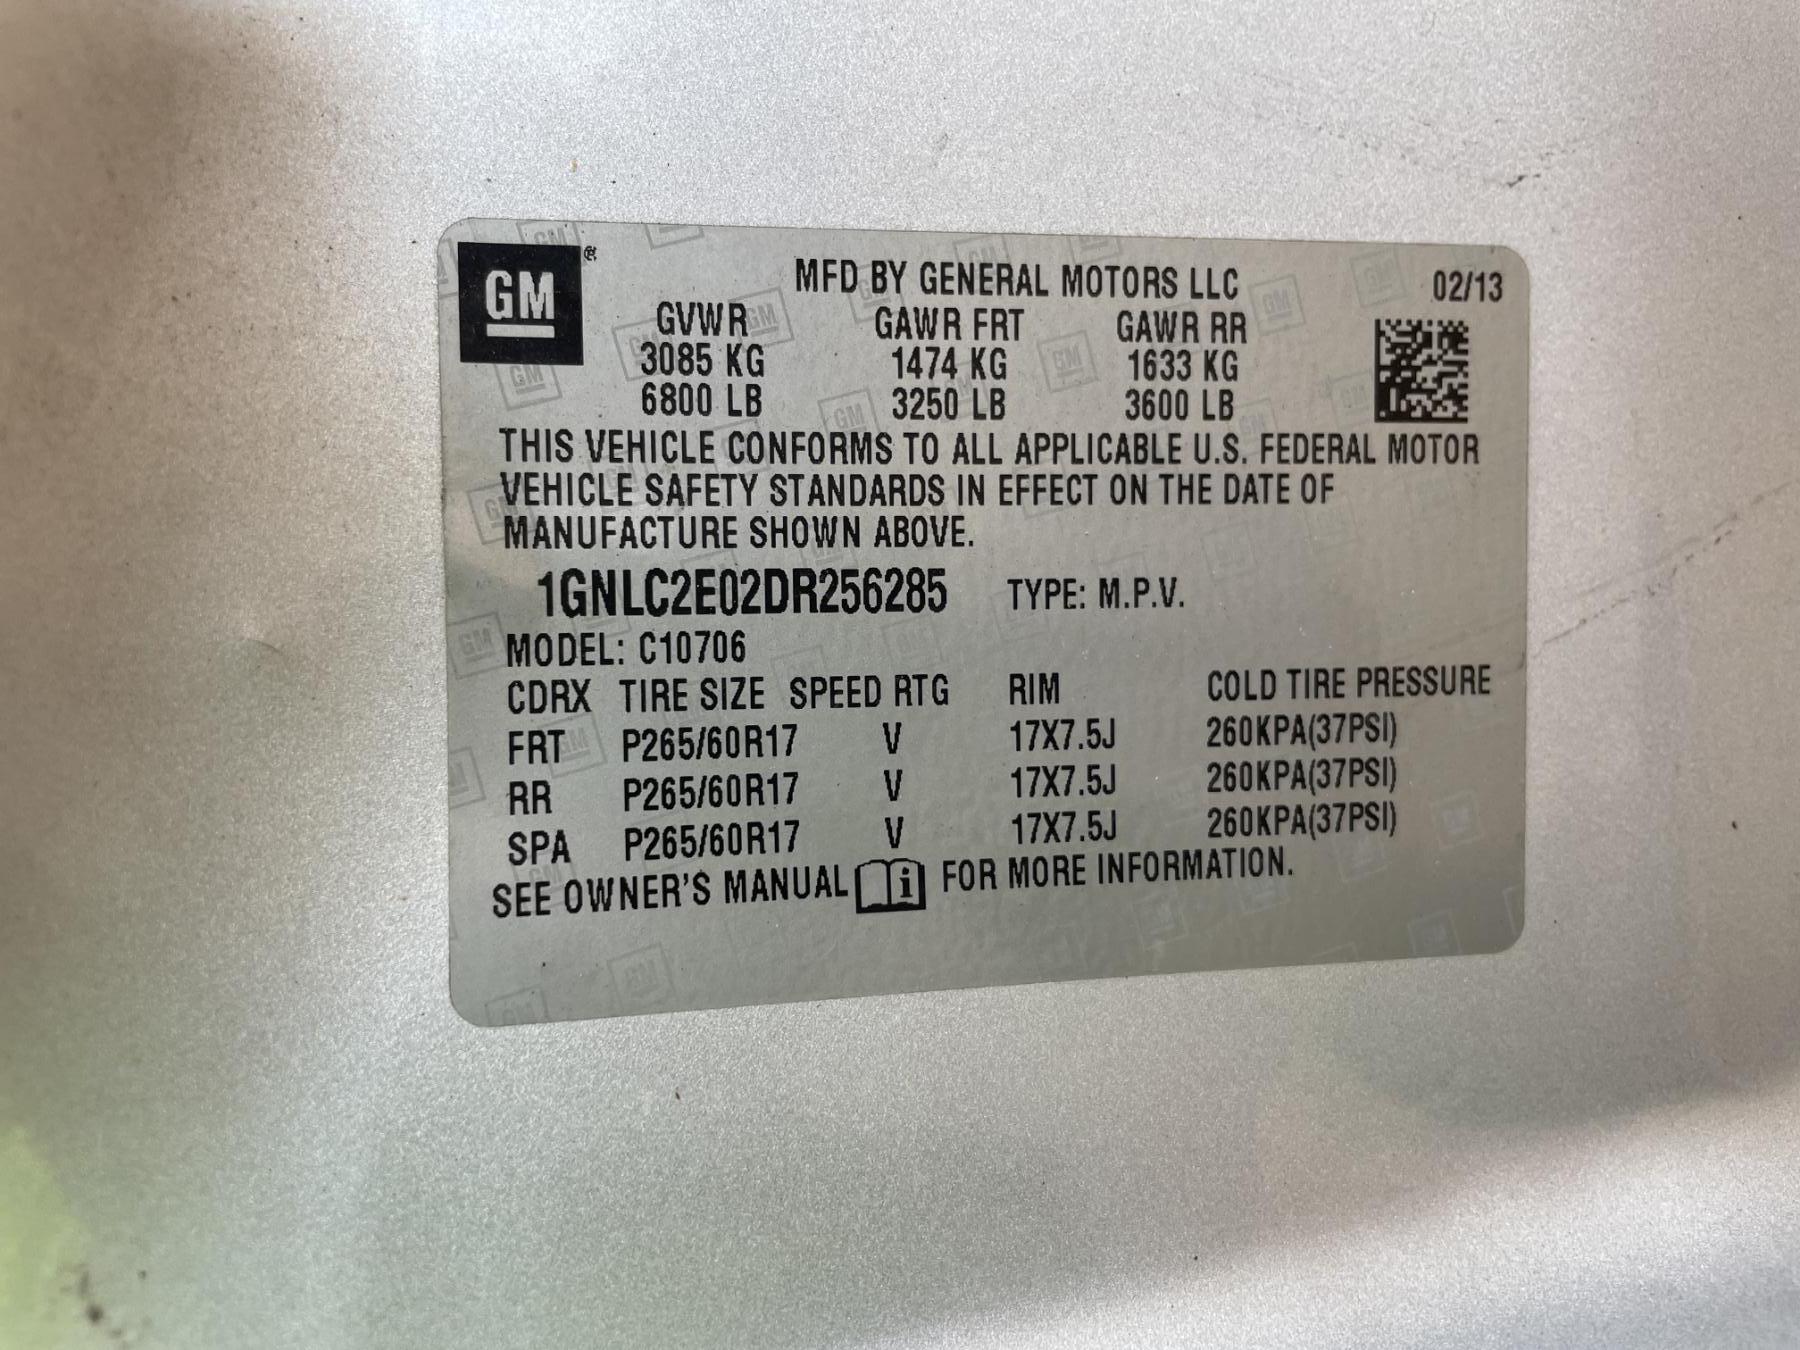 GM ®
MFD BY GENERAL MOTORS LLC 02/13
GVWR GAWR FRT GAWR RR
3085 KG 1474 KG 1633 KG
6800 LB 3250 LB 3600 LB
THIS VEHICLE CONFORMS TO ALL APPLICABLE U.S. FEDERAL MOTOR
VEHICLE SAFETY STANDARDS IN EFFECT ON THE DATE OF
MANUFACTURE SHOWN ABOVE.
1GNLC2E02DR256285 TYPE: M.P.V.
MODEL: C10706
CDRX TIRE SIZE SPEED RTG RIM COLD TIRE PRESSURE
FRT P265/60R17 V 17X7.5J 260KPA(37PSI)
RR P265/60R17 V 17X7.5J 260KPA(37PSI)
SPA P265/60R17 V 17X7.5J 260KPA(37PSI)
SEE OWNER'S MANUAL i FOR MORE INFORMATION.